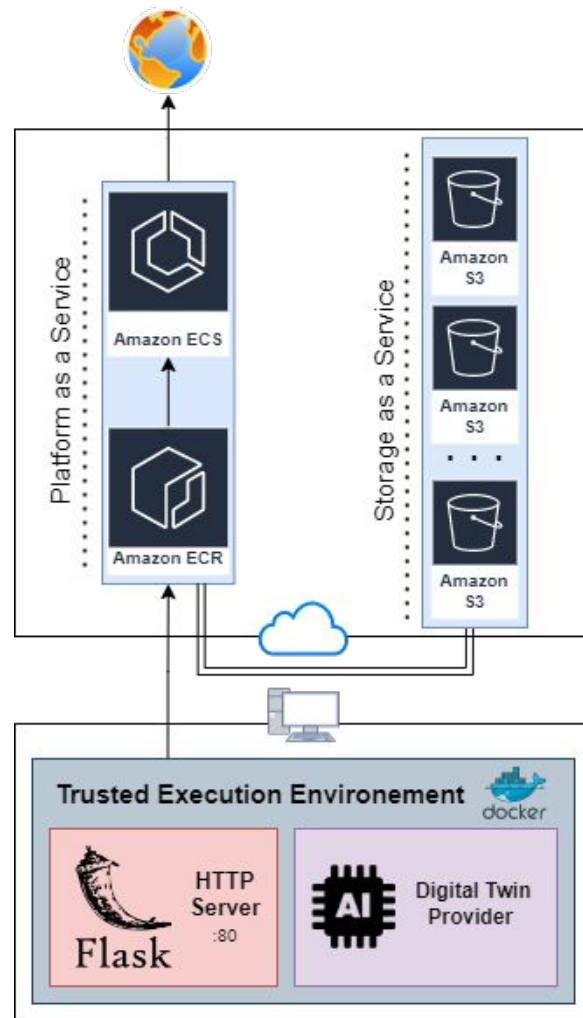 Platform as a Service
Amazon ECS
Amazon ECR
Storage as a Service
Amazon
S3
Amazon
S3
. . .
Amazon
S3
Trusted Execution Environement
docker
Flask
HTTP
Server
:80
AI
Digital Twin
Provider